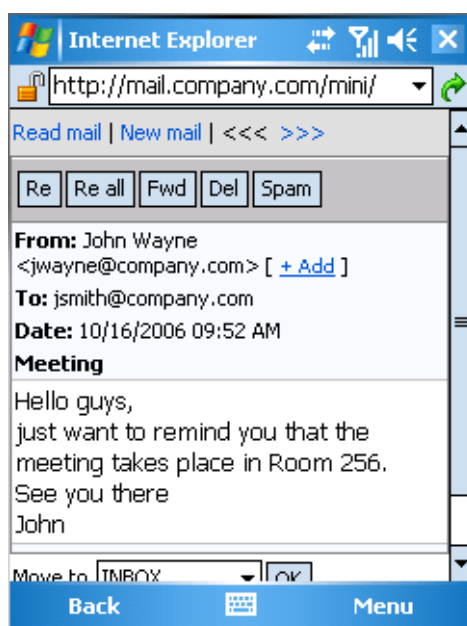 Internet Explorer
http://mail.company.com/mini/
Read mail | New mail | <<< >>>
Re Re all Fwd Del Spam
From: John Wayne
<jwayne@company.com> [ + Add ]
To: jsmith@company.com
Date: 10/16/2006 09:52 AM
Meeting
Hello guys,
just want to remind you that the
meeting takes place in Room 256.
See you there
John
Move to INBOX OK
Back Menu